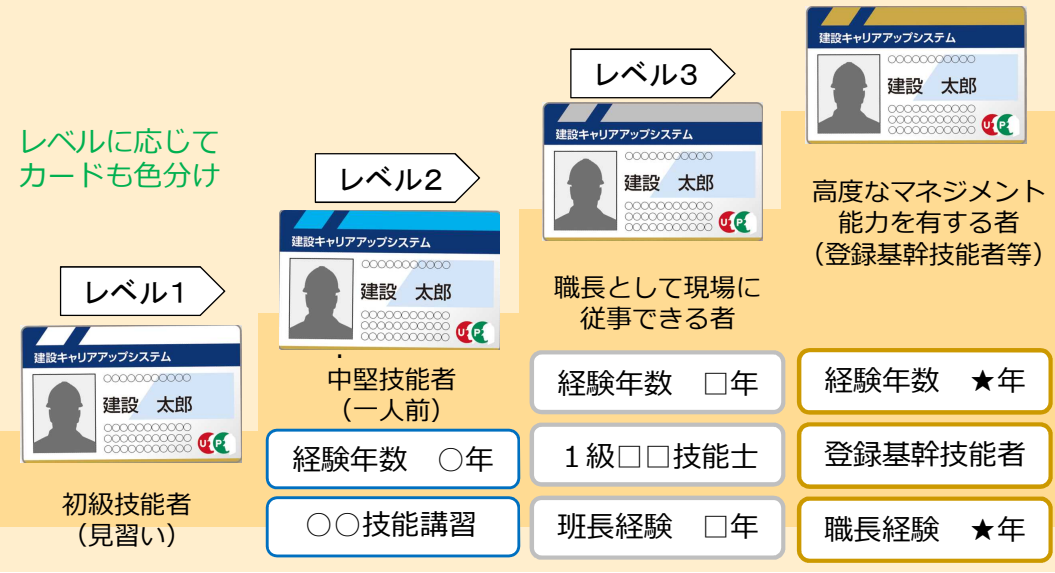 レベルに応じて
カードも色分け
レベル1
建設キャリアアップシステム
○○○○○○○○○○○
建設 太郎
○○○○○○○○○○
○○○○○○○○○○
○○○○○○○○○○
初級技能者
（見習い）
レベル2
建設キャリアアップシステム
○○○○○○○○○○○
建設 太郎
○○○○○○○○○○
○○○○○○○○○○
○○○○○○○○○○
中堅技能者
（一人前）
経験年数 ○年
○○技能講習
レベル3
建設キャリアアップシステム
○○○○○○○○○○○
建設 太郎
○○○○○○○○○○
○○○○○○○○○○
○○○○○○○○○○
職長として現場に
従事できる者
経験年数 □年
１級□□技能士
班長経験 □年
建設キャリアアップシステム
○○○○○○○○○○○
建設 太郎
○○○○○○○○○○
○○○○○○○○○○
○○○○○○○○○○
高度なマネジメント
能力を有する者
（登録基幹技能者等）
経験年数 ★年
登録基幹技能者
職長経験 ★年